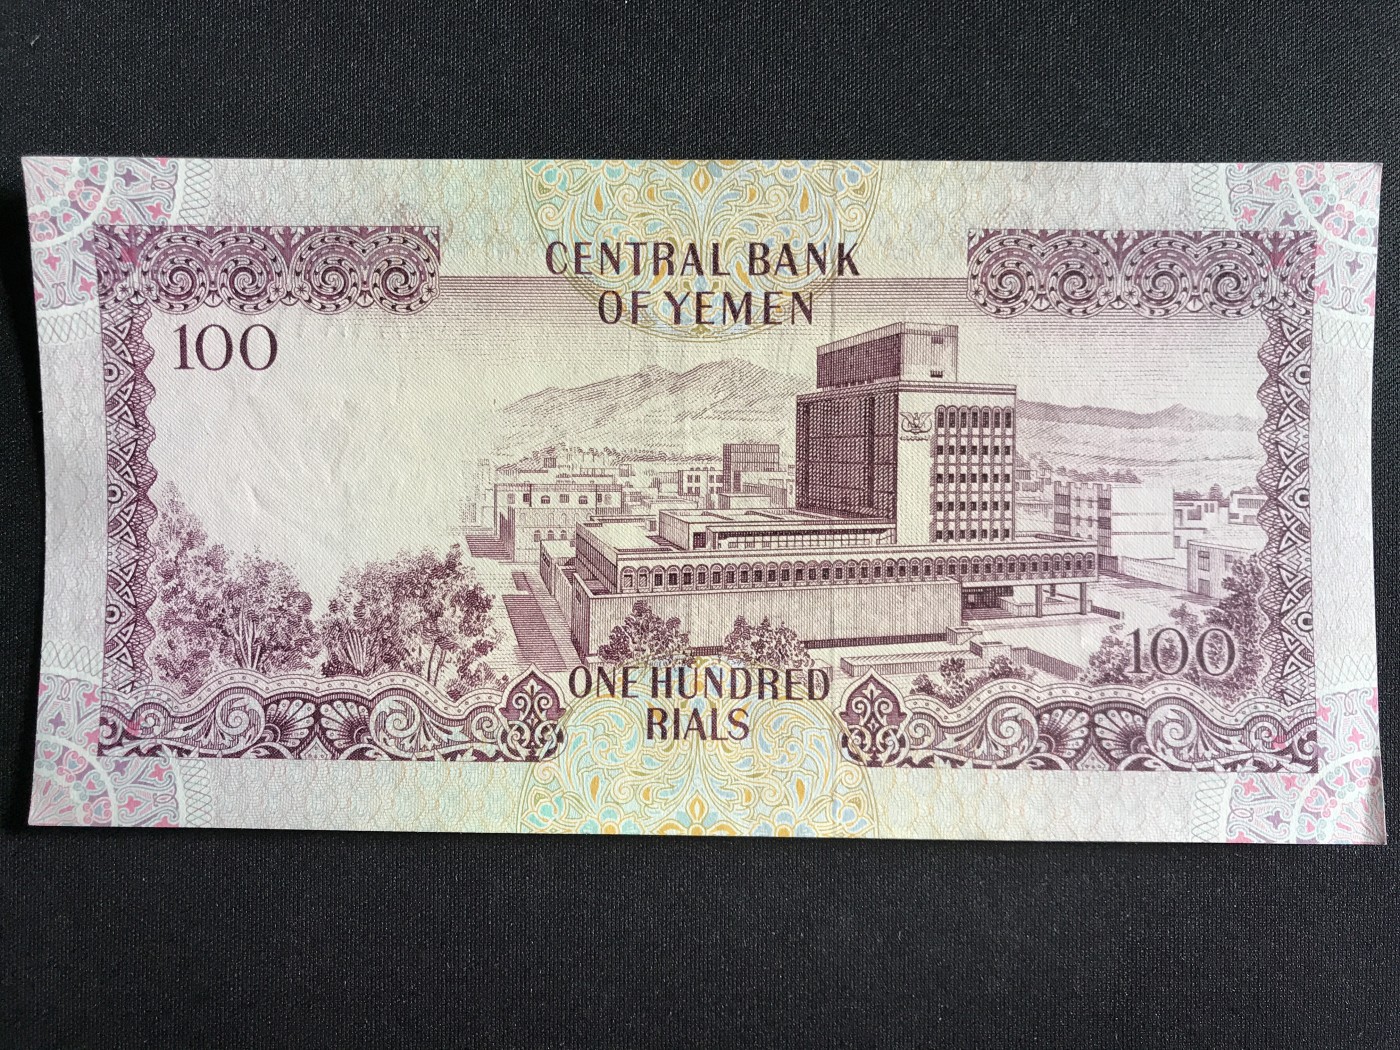 CENTRAL BANK
OF YEMEN
100
100
ONE HUNDRED
RIALS